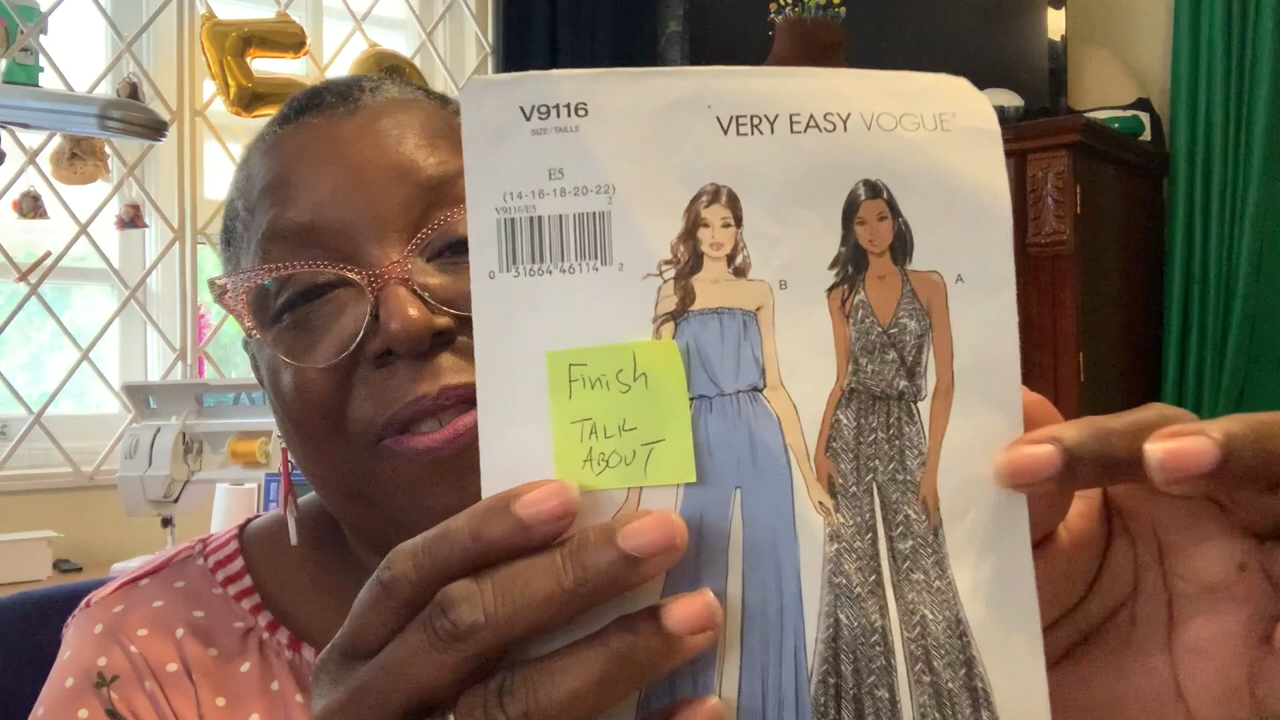 V9116
SIZE/TAILLE
VERY EASY VOGUE®
E5
(14-16-18-20-22)
2
V9116/E5
0 31664 46114 2
B
A
Finish
TALK
ABOUT